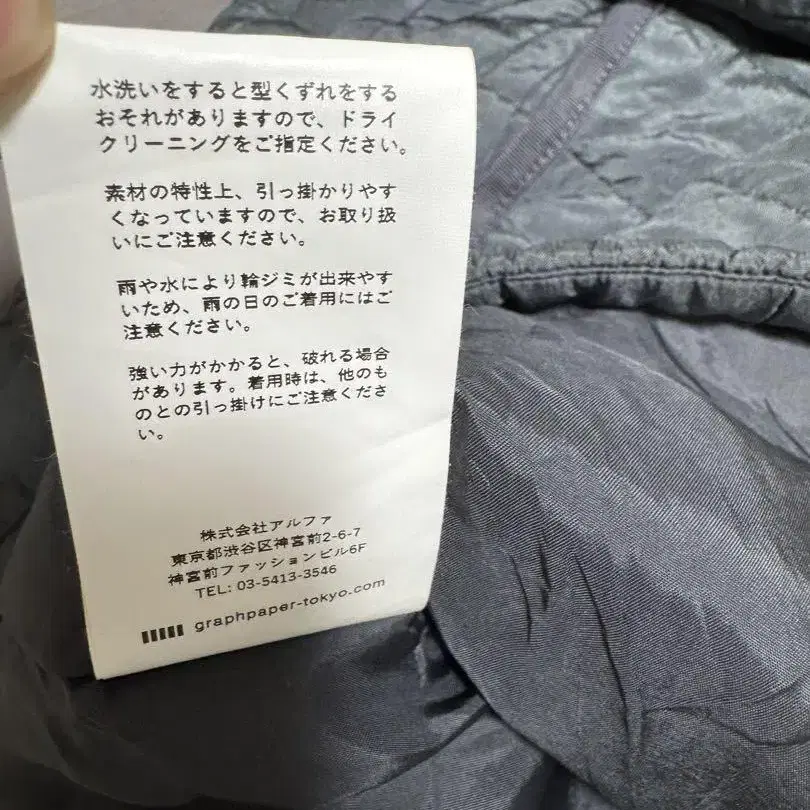 水洗いをすると型くずれをする
おそれがありますので、ドライ
クリーニングをご指定ください。
素材の特性上、引っ掛かりやす
くなっていますので、お取り扱
いにご注意ください。
雨や水により輪ジミが出来やす
いため、雨の日のご着用にはご
注意ください。
強い力がかかると、破れる場合
があります。着用時は、他のも
のとの引っ掛けにご注意くださ
い。
株式会社アルファ
東京都渋谷区神宮前2-6-7
神宮前ファッションビル6F
TEL: 03-5413-3546
graphpaper-tokyo.com